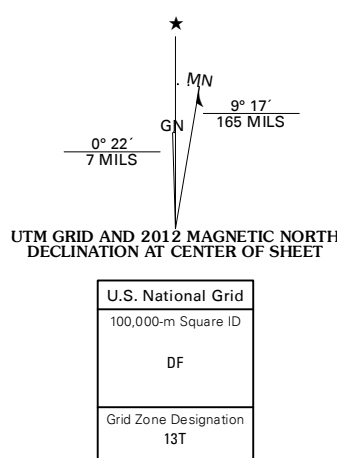 ★
MN
GN
9° 17´
165 MILS
0° 22´
7 MILS
UTM GRID AND 2012 MAGNETIC NORTH
DECLINATION AT CENTER OF SHEET
U.S. National Grid
100,000-m Square ID
DF
Grid Zone Designation
13T